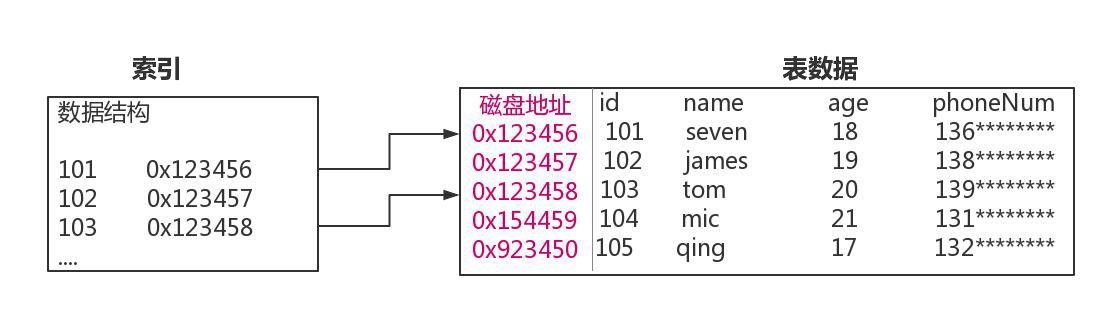 索引
数据结构
101 0x123456
102 0x123457
103 0x123458
....
表数据
磁盘地址 id name age phoneNum
0x123456 101 seven 18 136********
0x123457 102 james 19 138********
0x123458 103 tom 20 139********
0x154459 104 mic 21 131********
0x923450 105 qing 17 132********